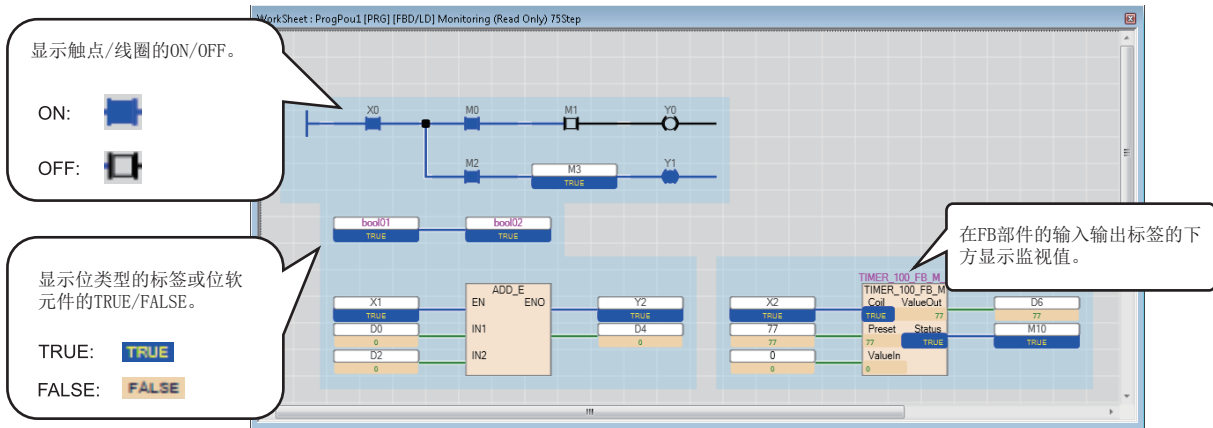 WorkSheet : ProgPou1 [PRG] [FBD/LD] Monitoring (Read Only) 75Step
显示触点/线圈的ON/OFF。
ON:
OFF:
X0
M0
M1
Y0
M2
M3
TRUE
Y1
bool01
TRUE
bool02
TRUE
显示位类型的标签或位软
元件的TRUE/FALSE。
TRUE: TRUE
FALSE: FALSE
X1
TRUE
D0
0
D2
0
ADD_E
EN ENO
IN1
IN2
Y2
TRUE
D4
0
在FB部件的输入输出标签的下
方显示监视值。
X2
TRUE
77
77
0
0
TIMER_100_FB_M_
TIMER_100_FB_M
Coil ValueOut
TRUE 77
Preset Status
77 TRUE
ValueIn
0
D6
77
M10
TRUE